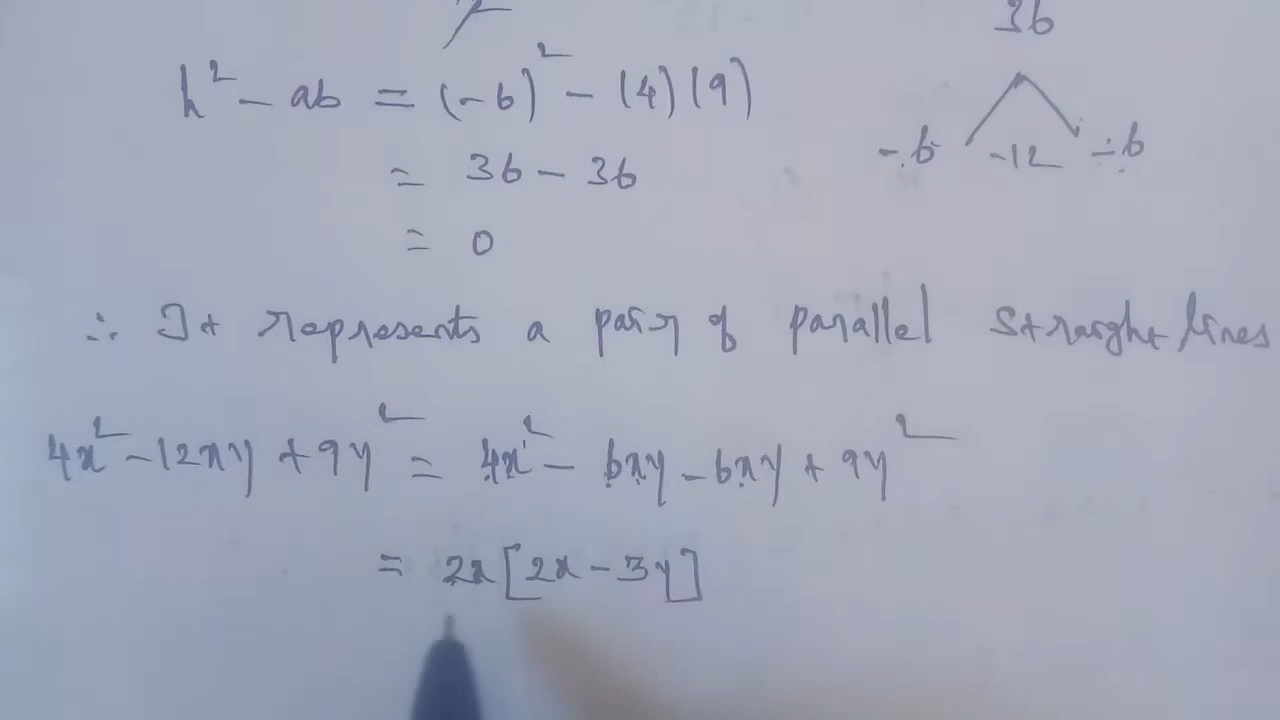 36
h² - ab = (-6)² - (4)(9)
-6 -12 -6
= 36 - 36
= 0
∴ It represents a pair of parallel straight lines
4x² - 12xy + 9y² = 4x² - 6xy - 6xy + 9y²
= 2x[2x - 3y]